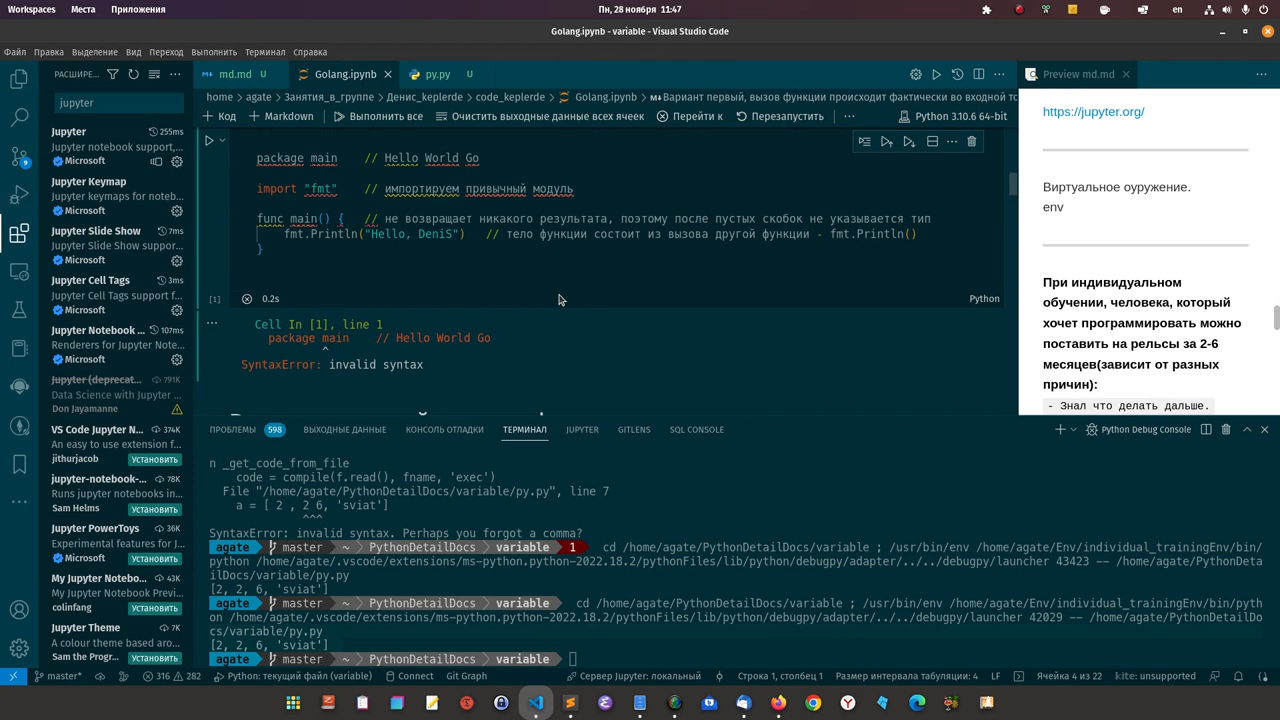 Workspaces Места Приложения Пн, 28 ноября 11:47 en
Golang.ipynb - variable - Visual Studio Code
Файл Правка Выделение Вид Переход Выполнить Терминал Справка
РАСШИРЕ...
md.md U Golang.ipynb py.py U
Preview md.md
jupyter
home agate Занятия_в_группе Денис_keplerde code_keplerde Golang.ipynb Вариант первый, вызов функции происходит фактически во входной то
Код Markdown Выполнить все Очистить выходные данные всех ячеек Перейти к Перезапустить ... Python 3.10.6 64-bit
Jupyter 255ms
Jupyter notebook support,...
Microsoft
Jupyter Keymap
Jupyter keymaps for noteb...
Microsoft
Jupyter Slide Show 7ms
Jupyter Slide Show suppor...
Microsoft
Jupyter Cell Tags 3ms
Jupyter Cell Tags support f...
Microsoft
Jupyter Notebook ... 107ms
Renderers for Jupyter Note...
Microsoft
Jupyter (deprecat... 791K
Data Science with Jupyter ...
Don Jayamanne
VS Code Jupyter N... 374K
An easy to use extension f...
jithurjacob Установить
jupyter-notebook-... 78K
Runs jupyter notebooks in...
Sam Helms Установить
Jupyter PowerToys 36K
Experimental features for J...
Microsoft Установить
My Jupyter Notebo... 43K
My Jupyter Notebook Previ...
colinfang Установить
Jupyter Theme 7K
A colour theme based aro...
Sam the Progr... Установить
package main // Hello World Go
import "fmt" // импортируем привычный модуль
func main() { // не возвращает никакого результата, поэтому после пустых скобок не указывается тип
fmt.Println("Hello, DeniS") // тело функции состоит из вызова другой функции - fmt.Println()
}
[1] 0.2s Python
Cell In [1], line 1
package main // Hello World Go
^
SyntaxError: invalid syntax
https://jupyter.org/
Виртуальное оуружение.
env
При индивидуальном
обучении, человека, который
хочет программировать можно
поставить на рельсы за 2-6
месяцев(зависит от разных
причин):
- Знал что делать дальше.
ПРОБЛЕМЫ 598 ВЫХОДНЫЕ ДАННЫЕ КОНСОЛЬ ОТЛАДКИ ТЕРМИНАЛ JUPYTER GITLENS SQL CONSOLE Python Debug Console
n _get_code_from_file
code = compile(f.read(), fname, 'exec')
File "/home/agate/PythonDetailDocs/variable/py.py", line 7
a = [ 2 , 2 6, 'sviat']
^^^
SyntaxError: invalid syntax. Perhaps you forgot a comma?
agate master ~ PythonDetailDocs variable 1 cd /home/agate/PythonDetailDocs/variable ; /usr/bin/env /home/agate/Env/individual_trainingEnv/bin/
python /home/agate/.vscode/extensions/ms-python.python-2022.18.2/pythonFiles/lib/python/debugpy/adapter/../../debugpy/launcher 43423 -- /home/agate/PythonDeta
ilDocs/variable/py.py
[2, 2, 6, 'sviat']
agate master ~ PythonDetailDocs variable cd /home/agate/PythonDetailDocs/variable ; /usr/bin/env /home/agate/Env/individual_trainingEnv/bin/pyth
on /home/agate/.vscode/extensions/ms-python.python-2022.18.2/pythonFiles/lib/python/debugpy/adapter/../../debugpy/launcher 42029 -- /home/agate/PythonDetailDo
cs/variable/py.py
[2, 2, 6, 'sviat']
agate master ~ PythonDetailDocs variable
master* 316 282 Python: текущий файл (variable) Connect Git Graph Сервер Jupyter: локальный Строка 1, столбец 1 Размер интервала табуляции: 4 LF Ячейка 4 из 22 kite: unsupported